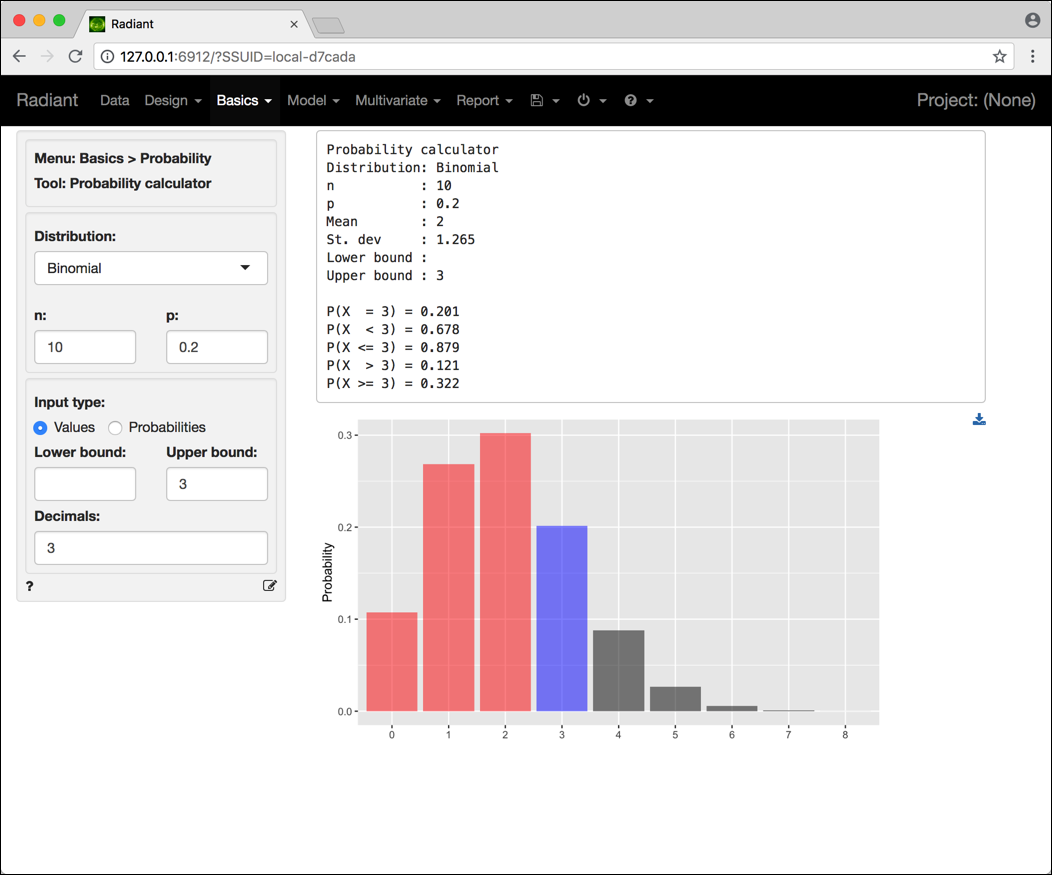 Radiant
127.0.0.1:6912/?SSUID=local-d7cada
Radiant Data Design Basics Model Multivariate Report ? Project: (None)
Menu: Basics > Probability
Tool: Probability calculator
Distribution:
Binomial
n: p:
10 0.2
Input type:
Values Probabilities
Lower bound: Upper bound:
3
Decimals:
3
?
Probability calculator
Distribution: Binomial
n           : 10
p           : 0.2
Mean        : 2
St. dev     : 1.265
Lower bound :
Upper bound : 3
P(X  = 3) = 0.201
P(X  < 3) = 0.678
P(X <= 3) = 0.879
P(X  > 3) = 0.121
P(X >= 3) = 0.322
0.3
0.2
0.1
0.0
Probability
0 1 2 3 4 5 6 7 8